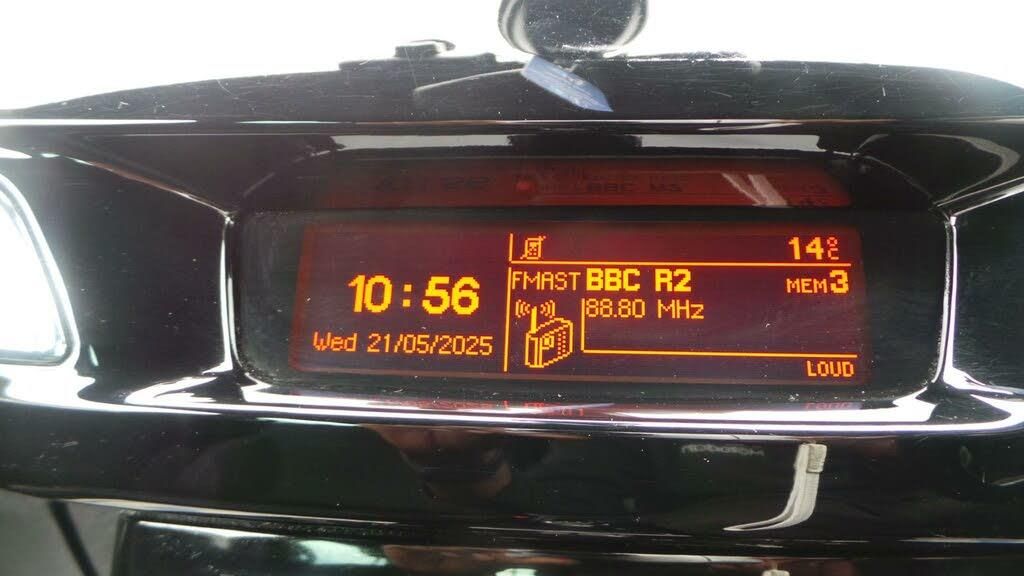 14°C
10:56
FMAST BBC R2 MEM3
88.80 MHz
Wed 21/05/2025
LOUD